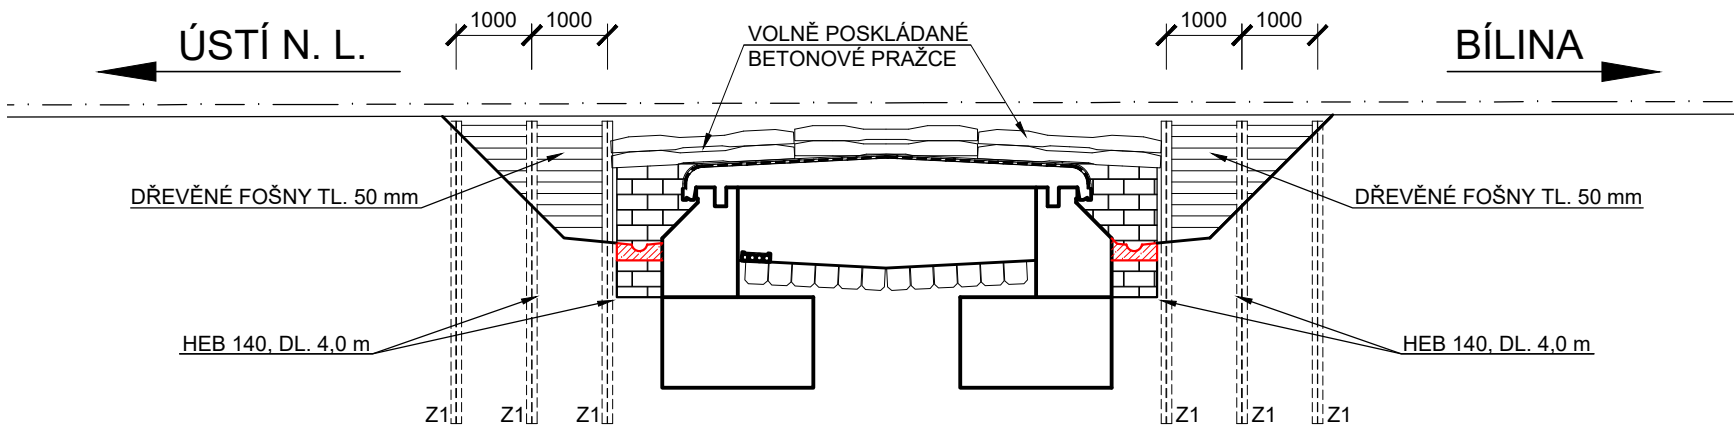 1000 1000
1000 1000
ÚSTÍ N. L.
VOLNĚ POSKLÁDANÉ
BETONOVÉ PRAŽCE
BÍLINA
DŘEVĚNÉ FOŠNY TL. 50 mm
DŘEVĚNÉ FOŠNY TL. 50 mm
HEB 140, DL. 4,0 m
HEB 140, DL. 4,0 m
Z1 Z1 Z1
Z1 Z1 Z1